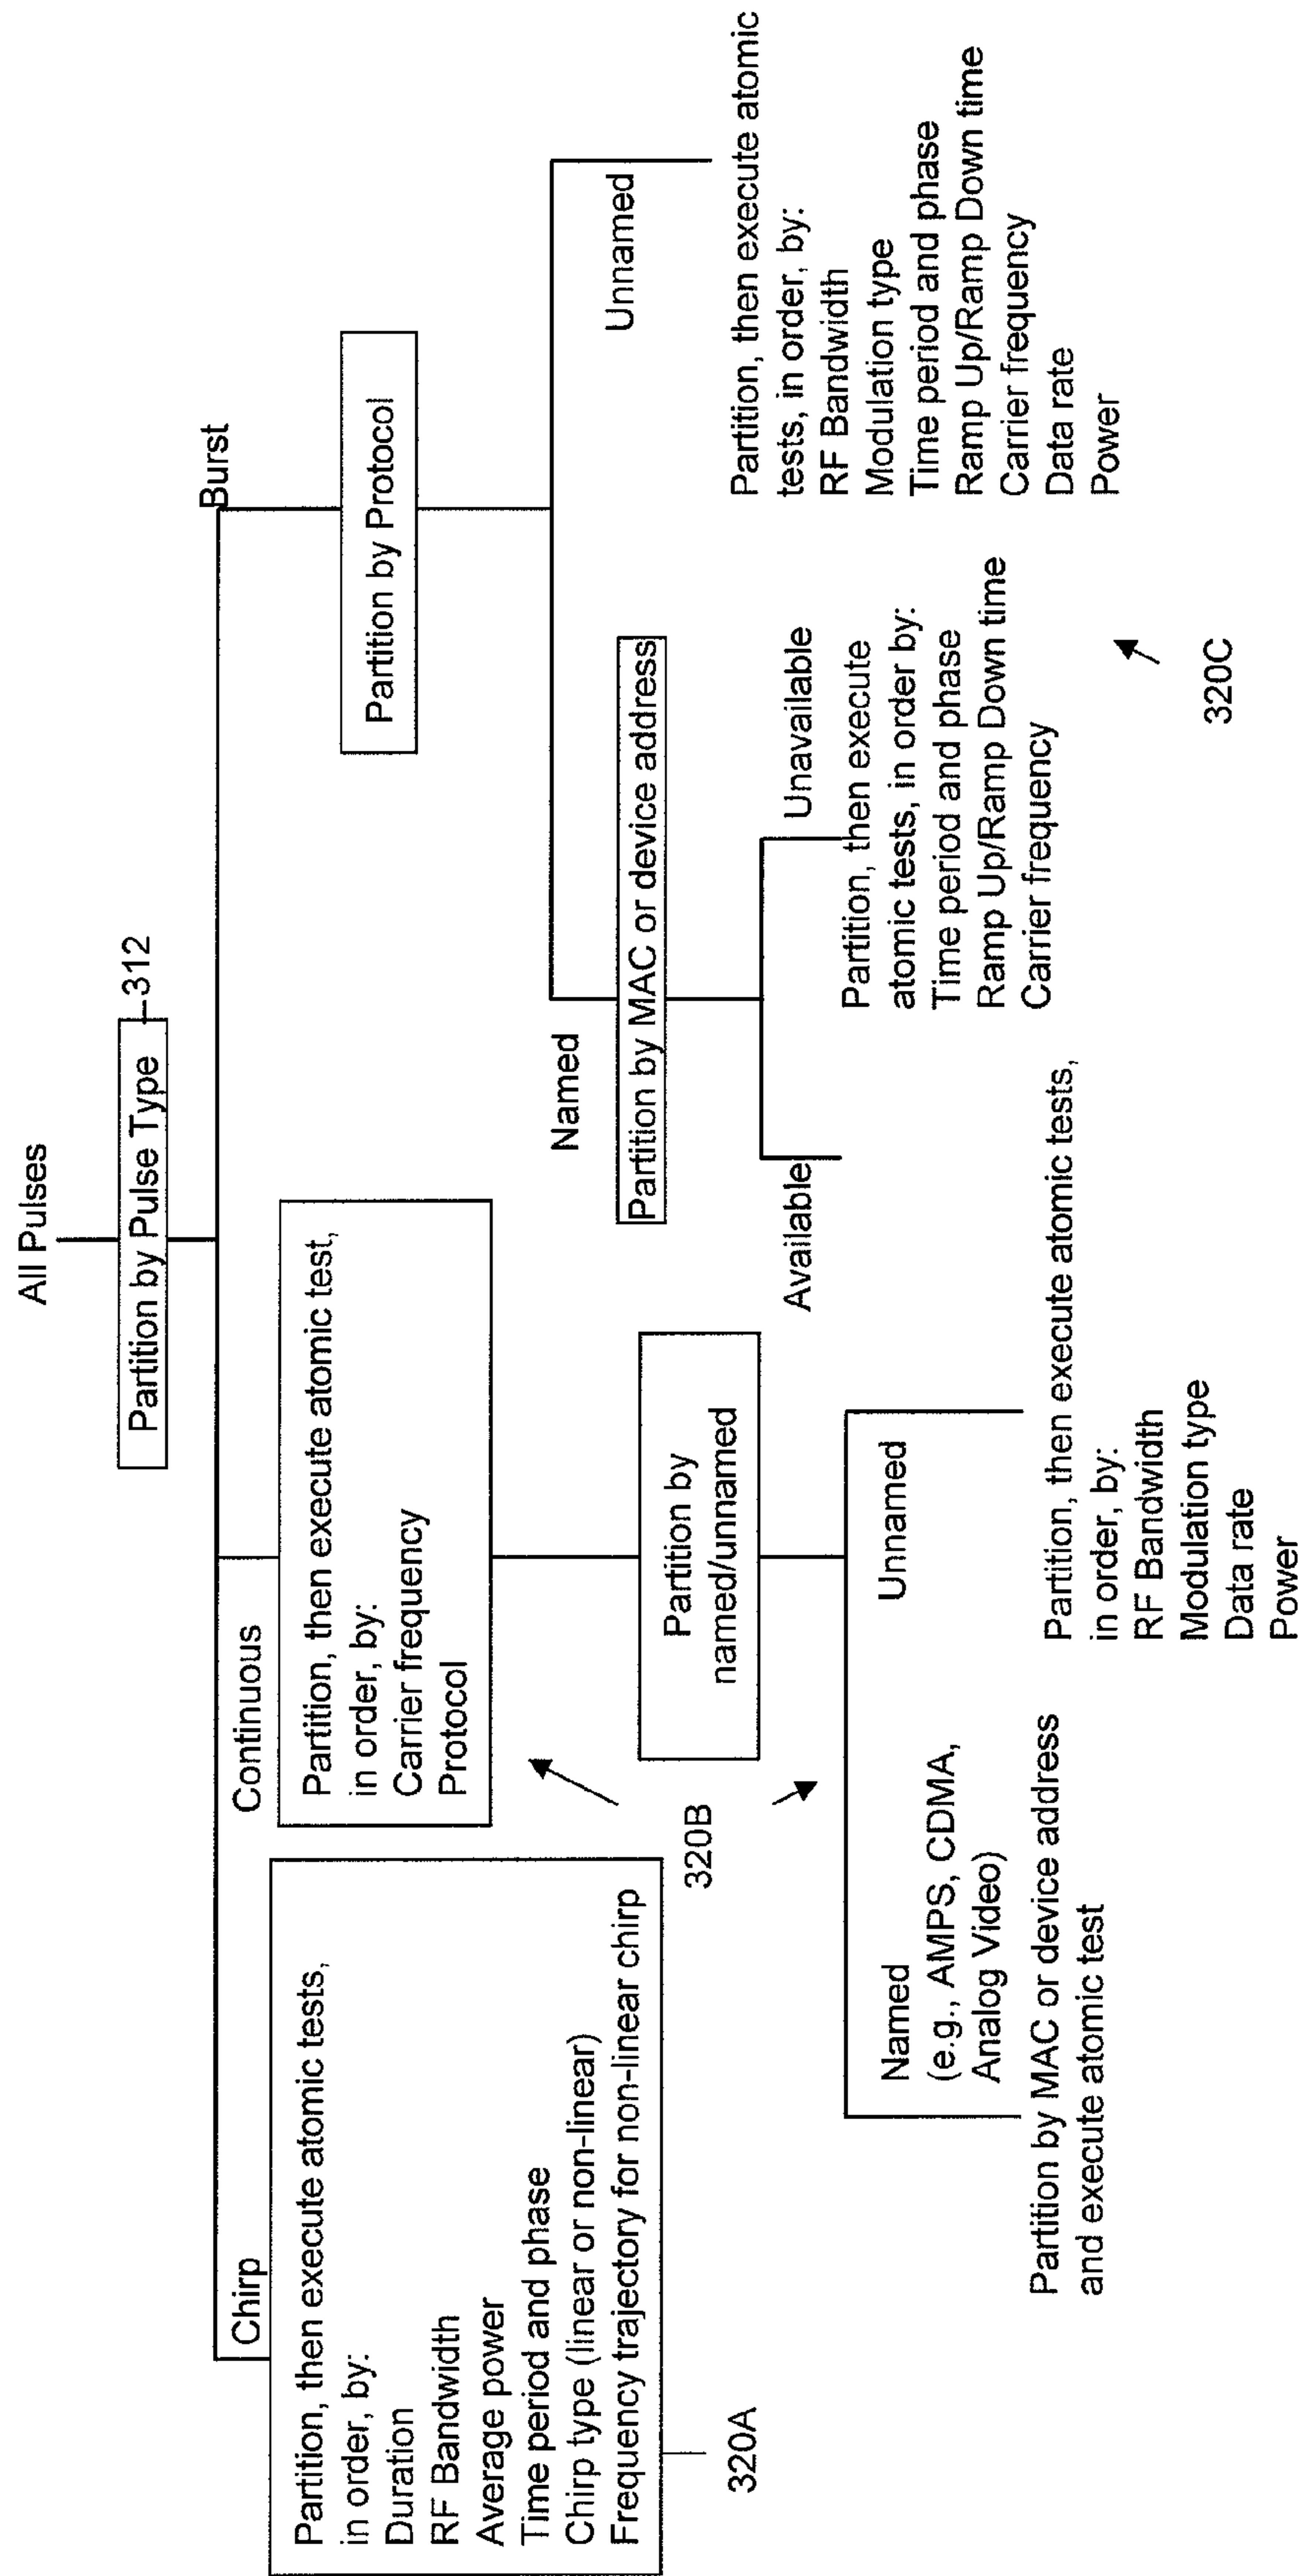 All Pulses
Partition by Pulse Type
312
Chirp
Partition, then execute atomic tests,
in order, by:
Duration
RF Bandwidth
Average power
Time period and phase
Chirp type (linear or non-linear)
Frequency trajectory for non-linear chirp
320A
Continuous
Partition, then execute atomic test,
in order, by:
Carrier frequency
Protocol
320B
Partition by
named/unnamed
Named
(e.g., AMPS, CDMA,
Analog Video)
Partition by MAC or device address
and execute atomic test
Unnamed
Partition, then execute atomic tests,
in order, by:
RF Bandwidth
Modulation type
Data rate
Power
Burst
Partition by Protocol
Named
Partition by MAC or device address
Available
Unavailable
Partition, then execute
atomic tests, in order by:
Time period and phase
Ramp Up/Ramp Down time
Carrier frequency
Unnamed
Partition, then execute atomic
tests, in order, by:
RF Bandwidth
Modulation type
Time period and phase
Ramp Up/Ramp Down time
Carrier frequency
Data rate
Power
320C